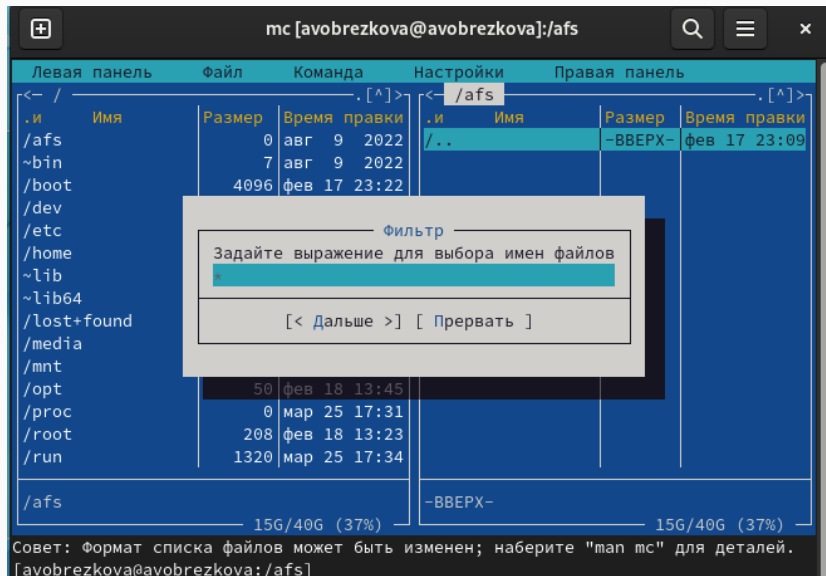 mc [avobrezkova@avobrezkova]:/afs
Левая панель Файл Команда Настройки Правая панель
<— / .[^]> <— /afs .[^]>
.и Имя Размер Время правки .и Имя Размер Время правки
/afs 0 авг 9 2022 /.. -ВВЕРХ- фев 17 23:09
~bin 7 авг 9 2022
/boot 4096 фев 17 23:22
/dev
/etc Фильтр
/home Задайте выражение для выбора имен файлов
~lib *
~lib64
/lost+found [< Дальше >] [ Прервать ]
/media
/mnt
/opt 50 фев 18 13:45
/proc 0 мар 25 17:31
/root 208 фев 18 13:23
/run 1320 мар 25 17:34
/afs -ВВЕРХ-
15G/40G (37%) 15G/40G (37%)
Совет: Формат списка файлов может быть изменен; наберите "man mc" для деталей.
[avobrezkova@avobrezkova:/afs]